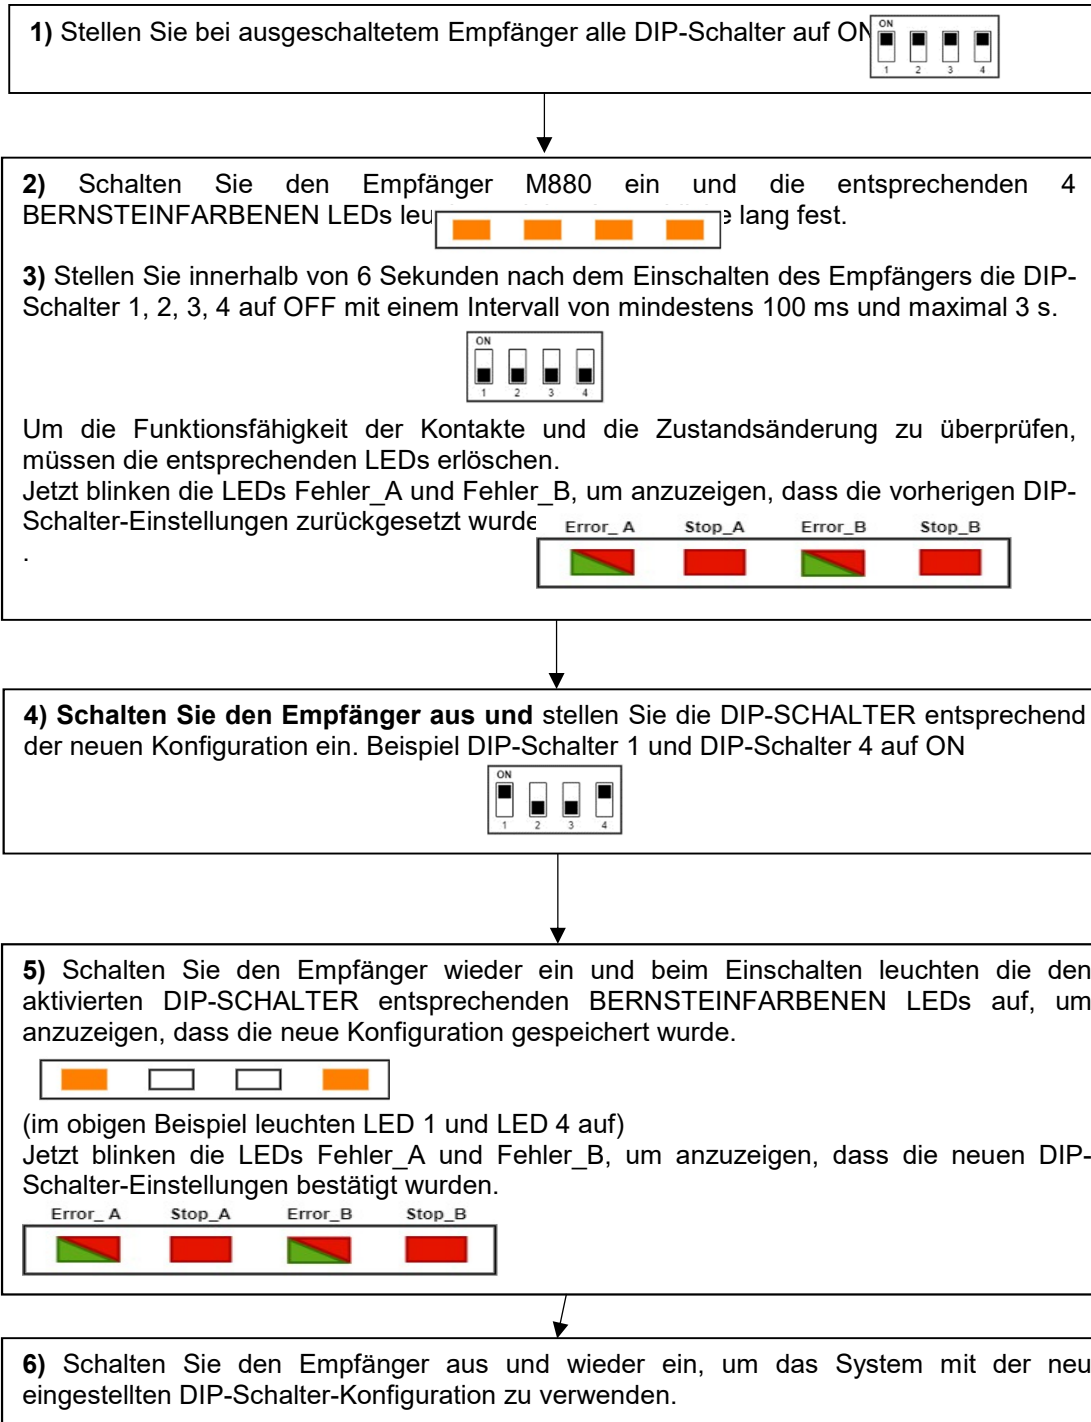 1) Stellen Sie bei ausgeschaltetem Empfänger alle DIP-Schalter auf ON
1 2 3 4
2) Schalten Sie den Empfänger M880 ein und die entsprechenden 4
BERNSTEINFARBENEN LEDs lang fest.
3) Stellen Sie innerhalb von 6 Sekunden nach dem Einschalten des Empfängers die DIP-
Schalter 1, 2, 3, 4 auf OFF mit einem Intervall von mindestens 100 ms und maximal 3 s.
ON
1 2 3 4
Um die Funktionsfähigkeit der Kontakte und die Zustandsänderung zu überprüfen,
müssen die entsprechenden LEDs erlöschen.
Jetzt blinken die LEDs Fehler_A und Fehler_B, um anzuzeigen, dass die vorherigen DIP-
Schalter-Einstellungen zurückgesetzt wurde
.
Error_ A Stop_A Error_B Stop_B
4) Schalten Sie den Empfänger aus und stellen Sie die DIP-SCHALTER entsprechend
der neuen Konfiguration ein. Beispiel DIP-Schalter 1 und DIP-Schalter 4 auf ON
ON
1 2 3 4
5) Schalten Sie den Empfänger wieder ein und beim Einschalten leuchten die den
aktivierten DIP-SCHALTER entsprechenden BERNSTEINFARBENEN LEDs auf, um
anzuzeigen, dass die neue Konfiguration gespeichert wurde.
(im obigen Beispiel leuchten LED 1 und LED 4 auf)
Jetzt blinken die LEDs Fehler_A und Fehler_B, um anzuzeigen, dass die neuen DIP-
Schalter-Einstellungen bestätigt wurden.
Error_ A Stop_A Error_B Stop_B
6) Schalten Sie den Empfänger aus und wieder ein, um das System mit der neu
eingestellten DIP-Schalter-Konfiguration zu verwenden.